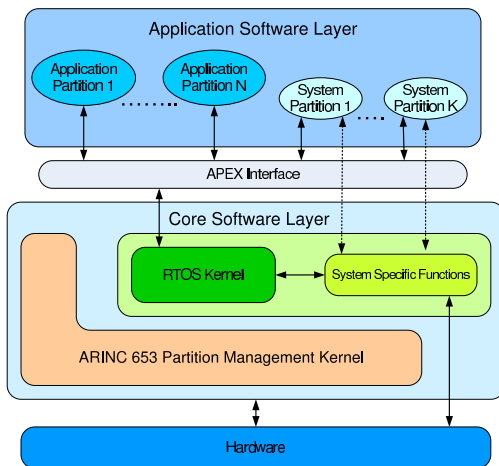 Application Software Layer
Application
Partition 1
Application
Partition N
System
Partition 1
System
Partition K
APEX Interface
Core Software Layer
RTOS Kernel
System Specific Functions
ARINC 653 Partition Management Kernel
Hardware